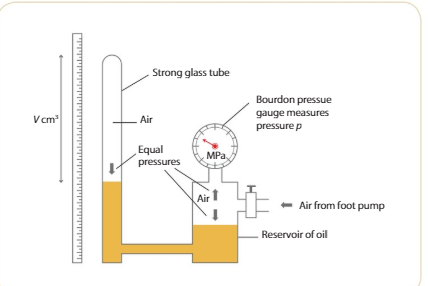 Strong glass tube
V cm³
Bourdon pressue
gauge measures
pressure p
Air
MPa
Equal
pressures
Air
Air from foot pump
Reservoir of oil